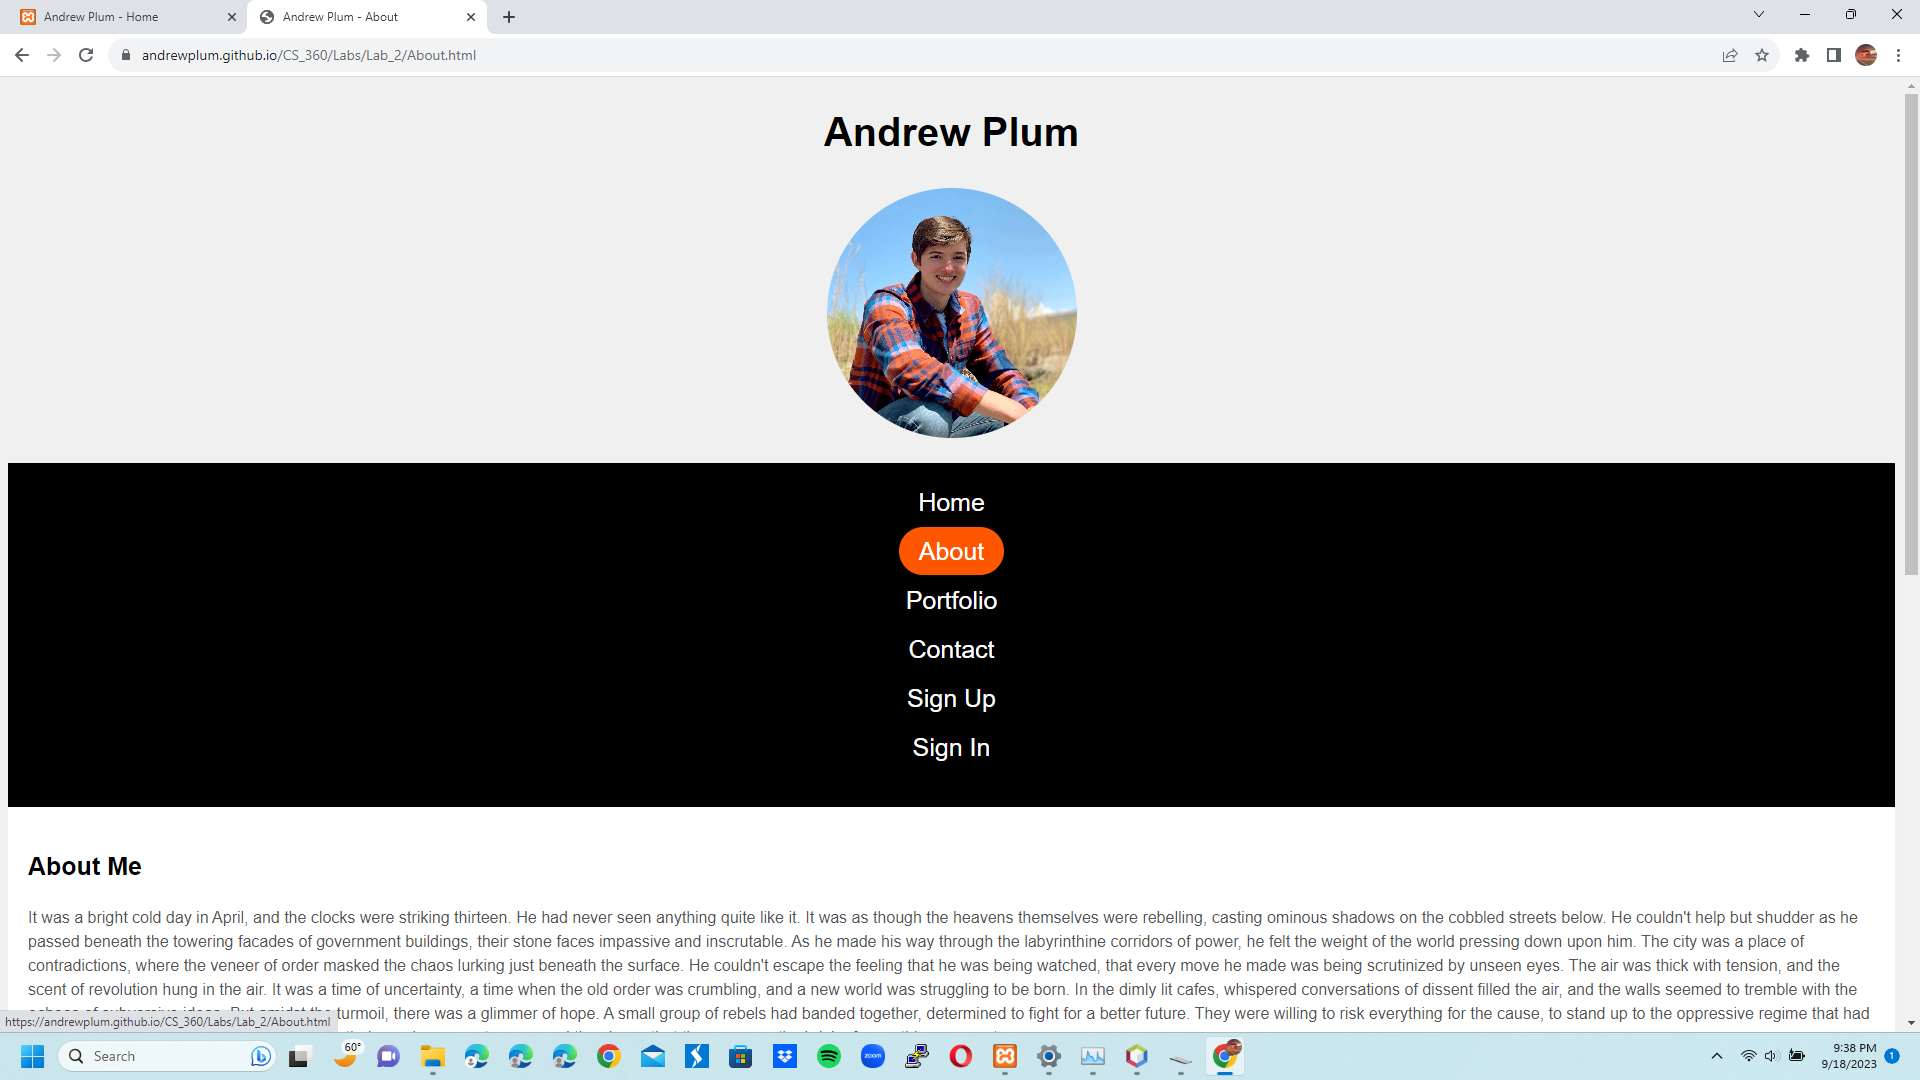 Andrew Plum - Home
Andrew Plum - About
andrewplum.github.io/CS_360/Labs/Lab_2/About.html
Andrew Plum
Home
About
Portfolio
Contact
Sign Up
Sign In
About Me
It was a bright cold day in April, and the clocks were striking thirteen. He had never seen anything quite like it. It was as though the heavens themselves were rebelling, casting ominous shadows on the cobbled streets below. He couldn't help but shudder as he
passed beneath the towering facades of government buildings, their stone faces impassive and inscrutable. As he made his way through the labyrinthine corridors of power, he felt the weight of the world pressing down upon him. The city was a place of
contradictions, where the veneer of order masked the chaos lurking just beneath the surface. He couldn't escape the feeling that he was being watched, that every move he made was being scrutinized by unseen eyes. The air was thick with tension, and the
scent of revolution hung in the air. It was a time of uncertainty, a time when the old order was crumbling, and a new world was struggling to be born. In the dimly lit cafes, whispered conversations of dissent filled the air, and the walls seemed to tremble with the
turmoil, there was a glimmer of hope. A small group of rebels had banded together, determined to fight for a better future. They were willing to risk everything for the cause, to stand up to the oppressive regime that had
https://andrewplum.github.io/CS_360/Labs/Lab_2/About.html
Search
60°
zoom
9:38 PM
9/18/2023
1